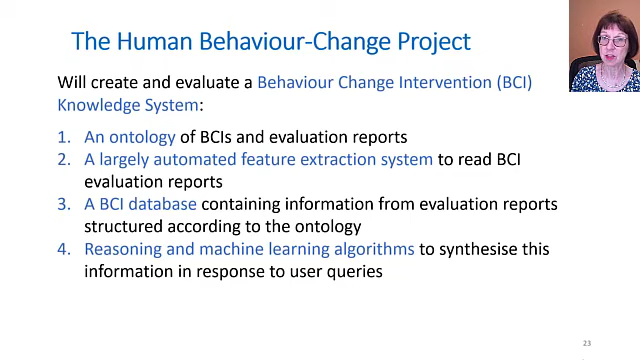 The Human Behaviour-Change Project
Will create and evaluate a Behaviour Change Intervention (BCI)
Knowledge System:
1. An ontology of BCIs and evaluation reports
2. A largely automated feature extraction system to read BCI
evaluation reports
3. A BCI database containing information from evaluation reports
structured according to the ontology
4. Reasoning and machine learning algorithms to synthesise this
information in response to user queries
23